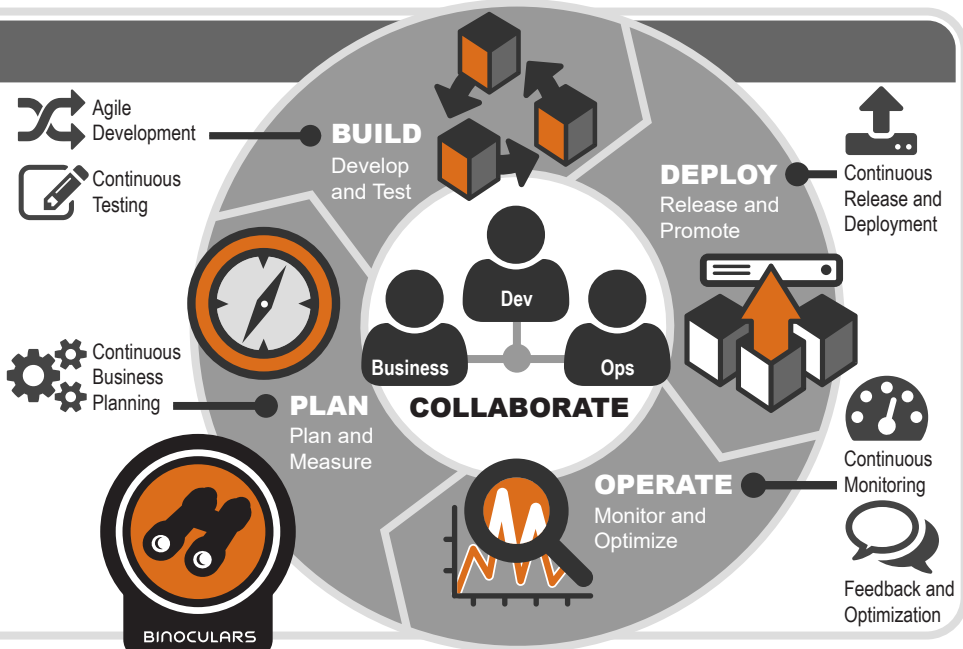 Agile
Development
Continuous
Testing
BUILD
Develop
and Test
DEPLOY
Release and
Promote
Continuous
Release and
Deployment
Dev
Business
Ops
COLLABORATE
Continuous
Business
Planning
PLAN
Plan and
Measure
OPERATE
Monitor and
Optimize
Continuous
Monitoring
Feedback and
Optimization
BINOCULARS